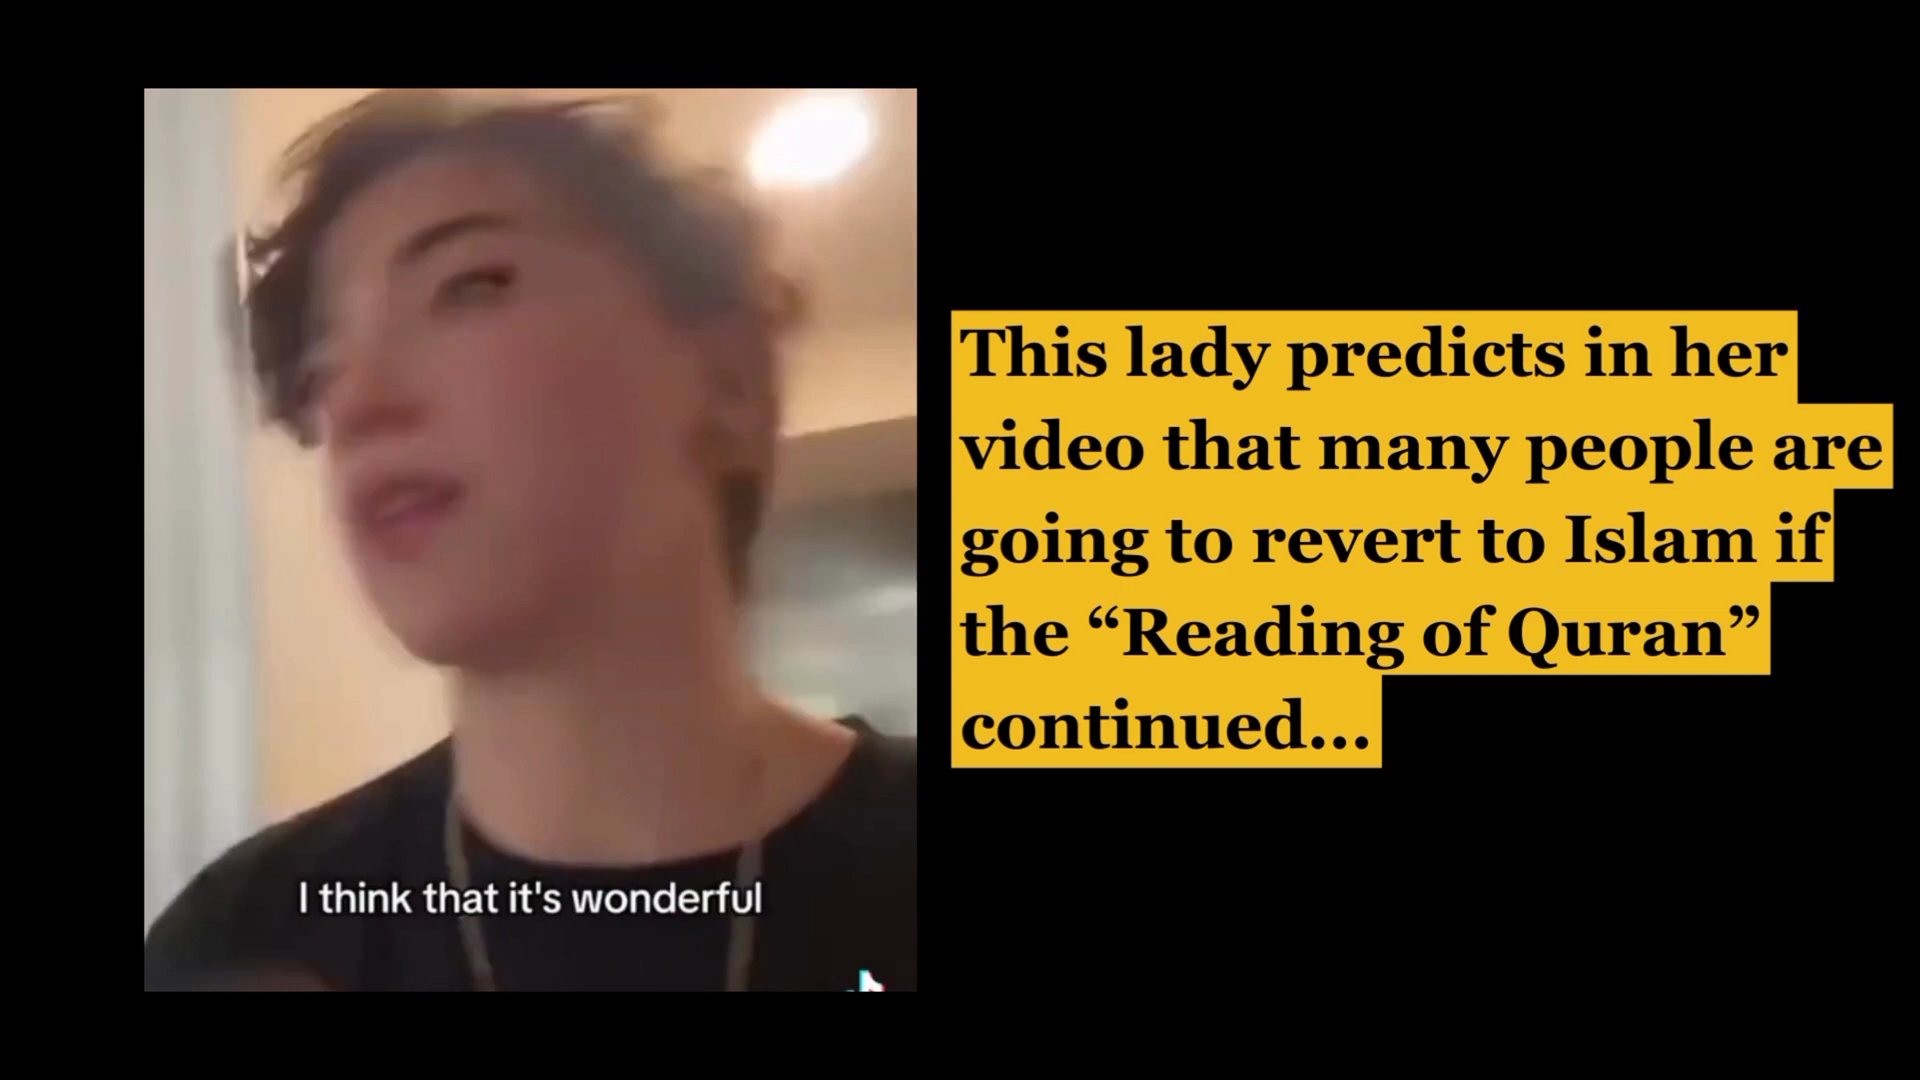 I think that it's wonderful
This lady predicts in her
video that many people are
going to revert to Islam if
the “Reading of Quran”
continued...